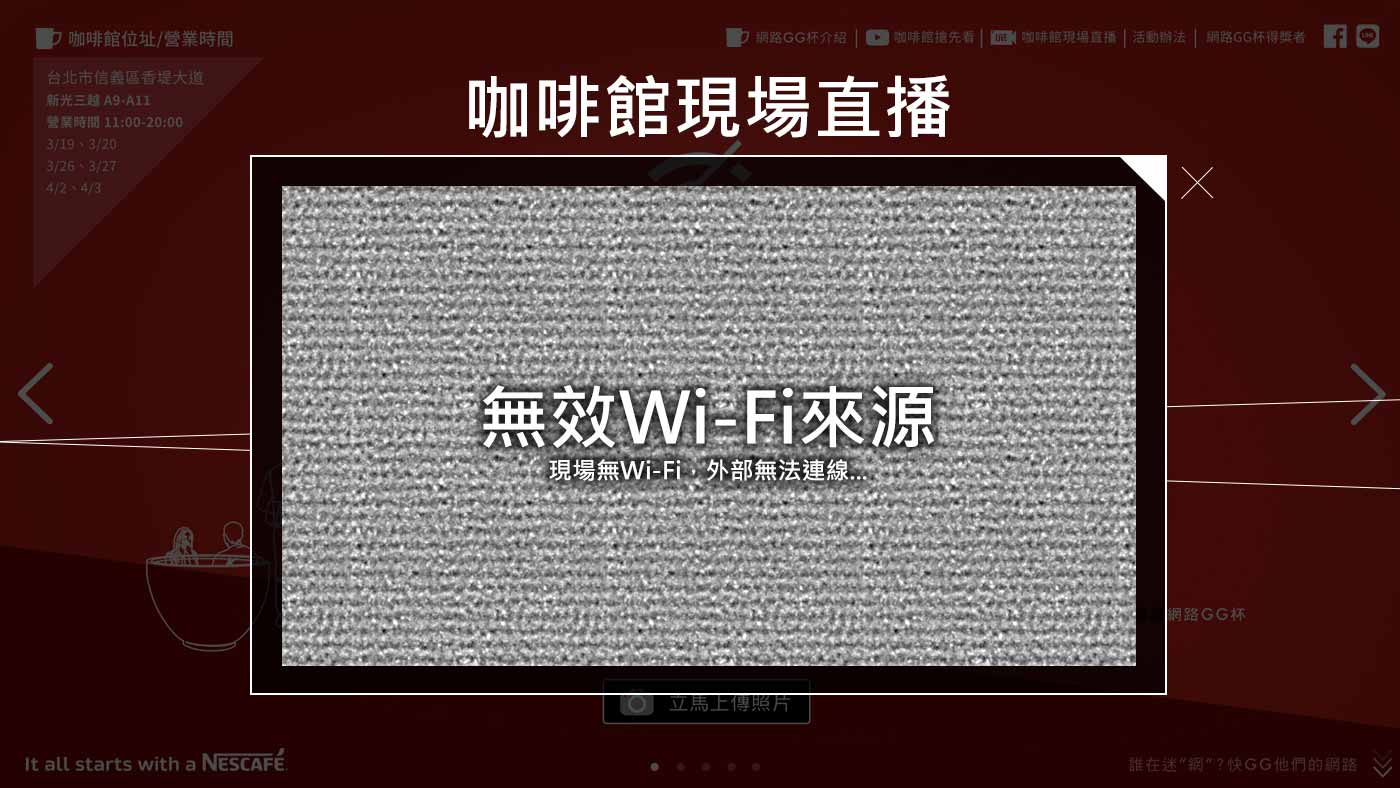 咖啡館位址/營業時間
網路GG杯介紹 | 咖啡館搶先看 | LIVE 咖啡館現場直播 | 活動辦法 | 網路GG杯得獎者
LINE
台北市信義區香堤大道
新光三越 A9-A11
營業時間 11:00-20:00
3/19、3/20
3/26、3/27
4/2、4/3
咖啡館現場直播
無效Wi-Fi來源
現場無Wi-Fi，外部無法連線...
網路GG杯
立馬上傳照片
It all starts with a NESCAFÉ.
誰在迷"網"?快GG他們的網路